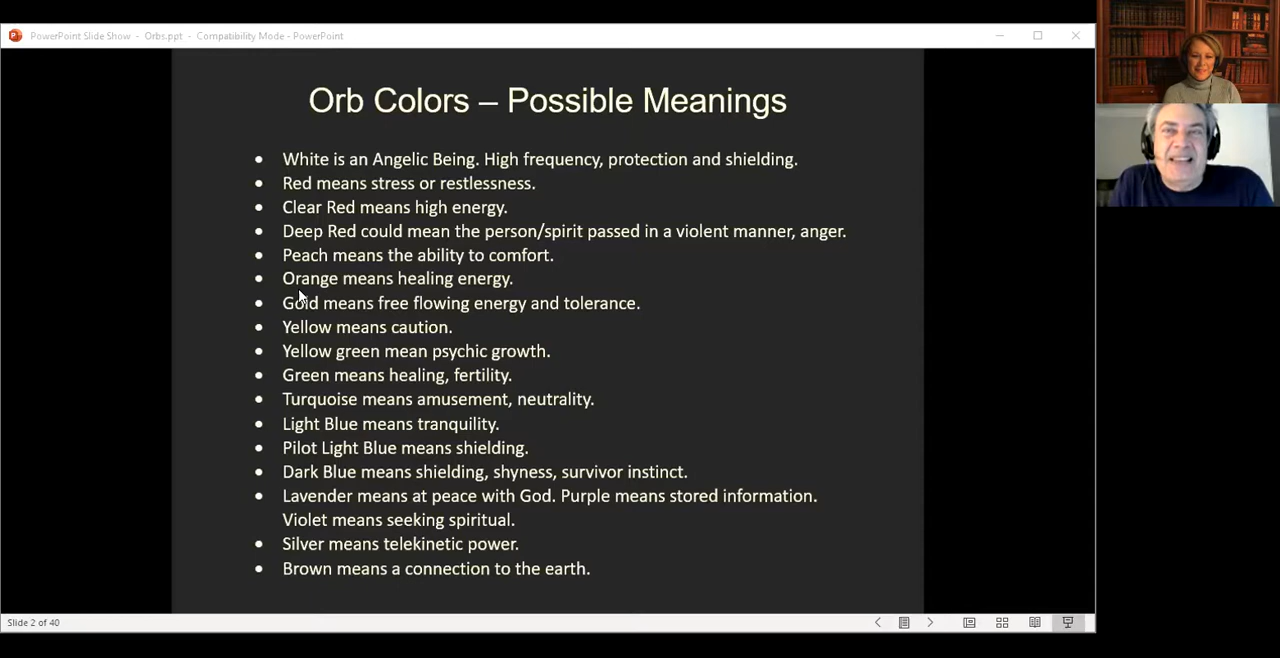 PowerPoint Slide Show - Orbs.ppt - Compatibility Mode - PowerPoint
Orb Colors – Possible Meanings
• White is an Angelic Being. High frequency, protection and shielding.
• Red means stress or restlessness.
• Clear Red means high energy.
• Deep Red could mean the person/spirit passed in a violent manner, anger.
• Peach means the ability to comfort.
• Orange means healing energy.
• Gold means free flowing energy and tolerance.
• Yellow means caution.
• Yellow green mean psychic growth.
• Green means healing, fertility.
• Turquoise means amusement, neutrality.
• Light Blue means tranquility.
• Pilot Light Blue means shielding.
• Dark Blue means shielding, shyness, survivor instinct.
• Lavender means at peace with God. Purple means stored information.
Violet means seeking spiritual.
• Silver means telekinetic power.
• Brown means a connection to the earth.
Slide 2 of 40